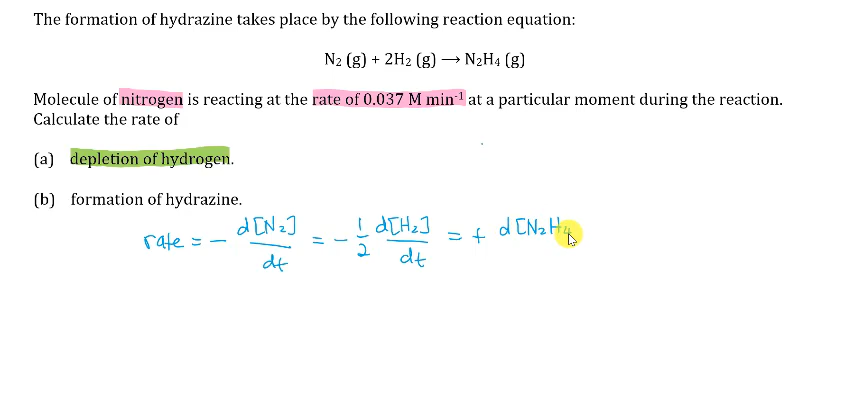 The formation of hydrazine takes place by the following reaction equation:
N₂ (g) + 2H₂ (g) ⟶ N₂H₄ (g)
Molecule of nitrogen is reacting at the rate of 0.037 M min⁻¹ at a particular moment during the reaction.
Calculate the rate of
(a) depletion of hydrogen.
(b) formation of hydrazine.
rate = − d[N₂]/dt = − 1/2 d[H₂]/dt = + d[N₂H₄